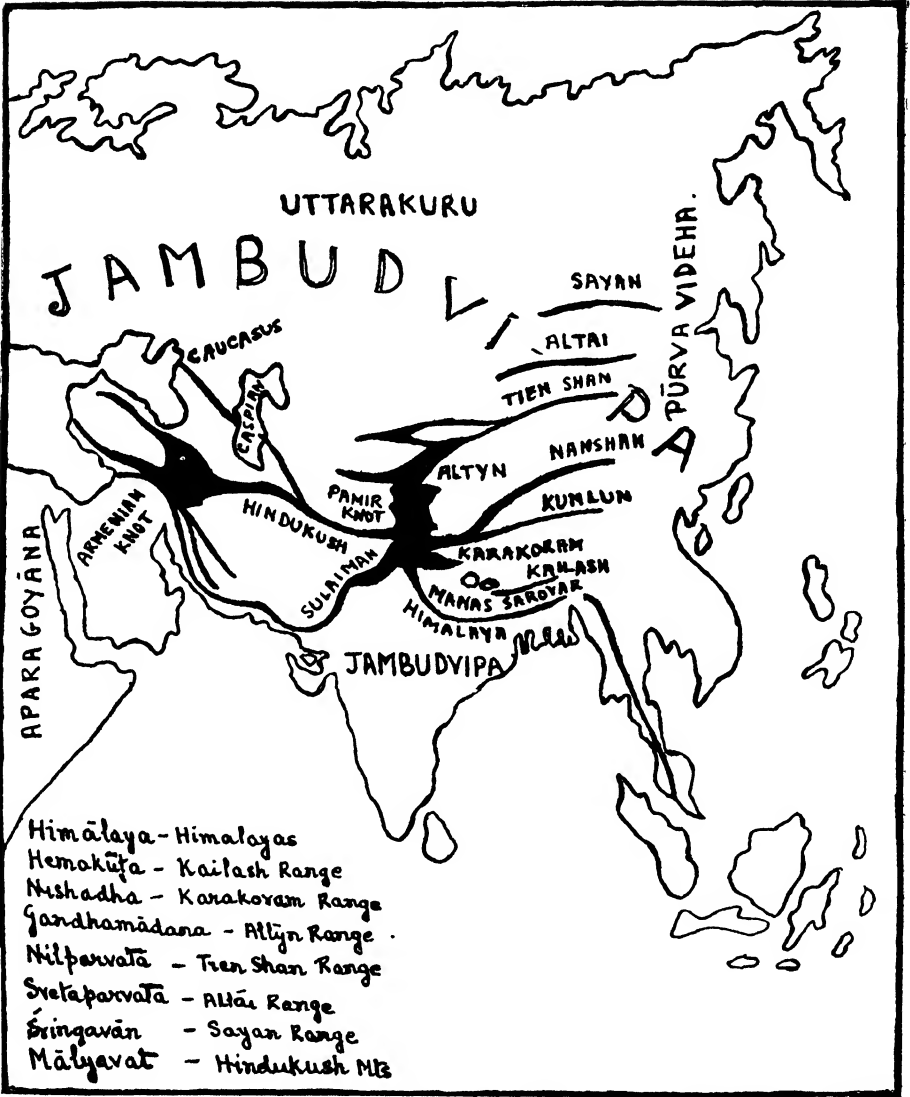 UTTARAKURU
JAMBUDVIPA
SAYAN
ALTAI
TIEN SHAN
PŪRVA VIDEHA.
CAUCASUS
CASPIAN
NANSHAN
ALTYN
PAMIR
KNOT
KUNLUN
HINDUKUSH
ARMENIAN
KNOT
KARAKORAM
KAILASH
SULAIMAN
MANAS SAROVAR
HIMALAYA
APARAGOYĀNA
JAMBUDVIPA
Himālaya - Himalayas
Hemakūṭa - Kailash Range
Nishadha - Karakoram Range
Gandhamādana - Altyn Range.
Nilparvatā - Tien Shan Range
Svetaparvatā - Altāi Range
Śringavān - Sayan Range
Mālyavat - Hindukush Mts